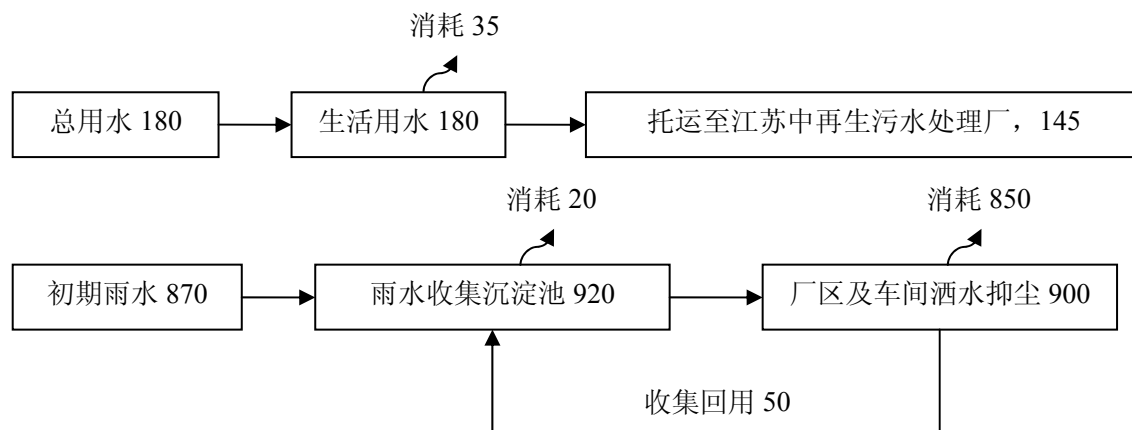 消耗 35
总用水 180
生活用水 180
托运至江苏中再生污水处理厂，145
消耗 20
消耗 850
初期雨水 870
雨水收集沉淀池 920
厂区及车间洒水抑尘 900
收集回用 50